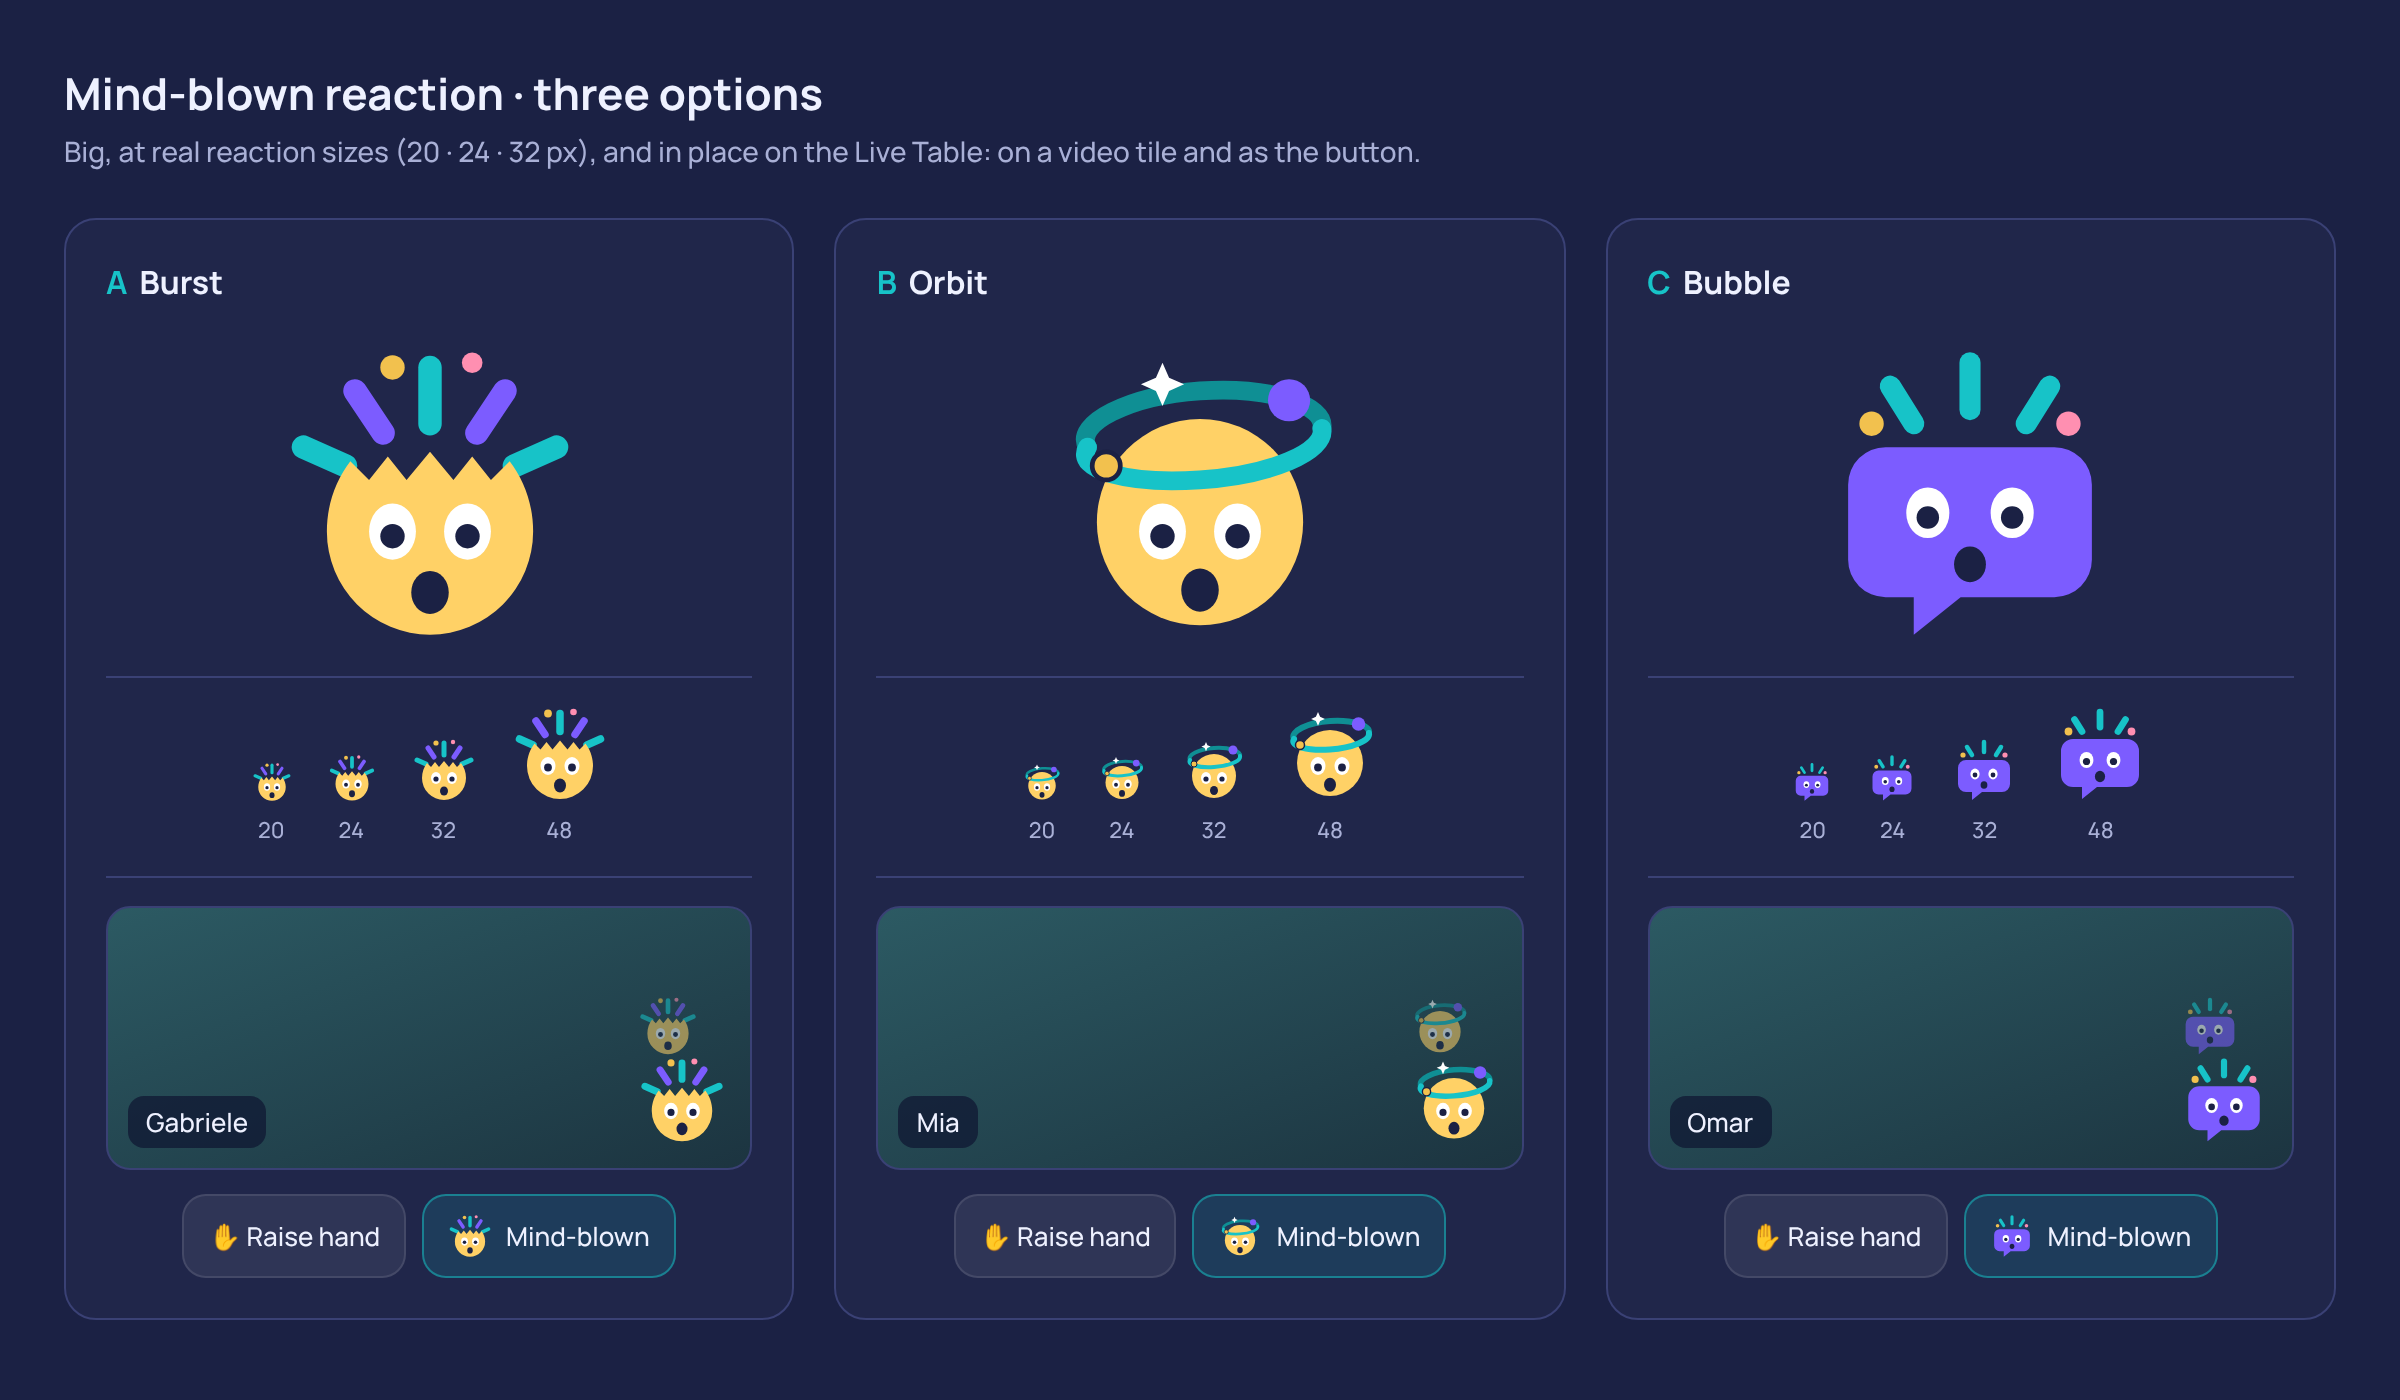 Mind-blown reaction · three options
Big, at real reaction sizes (20 · 24 · 32 px), and in place on the Live Table: on a video tile and as the button.
A Burst
20 24 32 48
Gabriele
✋ Raise hand
Mind-blown
B Orbit
20 24 32 48
Mia
✋ Raise hand
Mind-blown
C Bubble
20 24 32 48
Omar
✋ Raise hand
Mind-blown